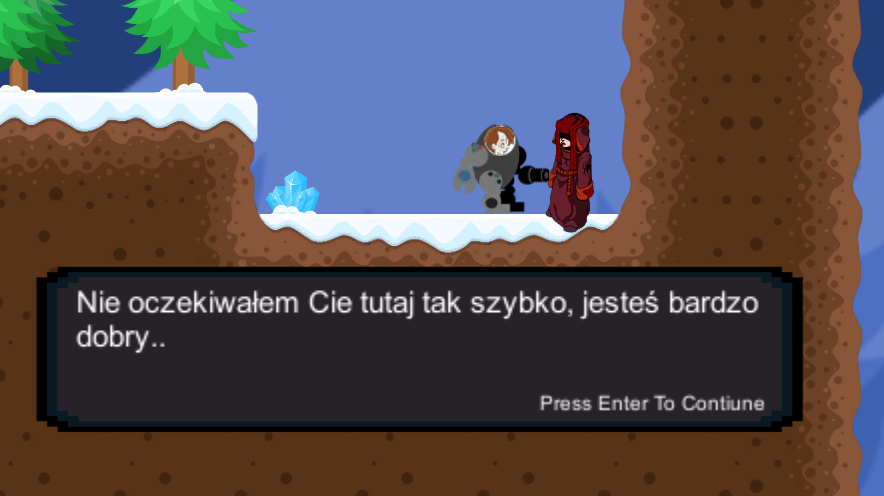 Nie oczekiwałem Cie tutaj tak szybko, jesteś bardzo
dobry..
Press Enter To Contiune